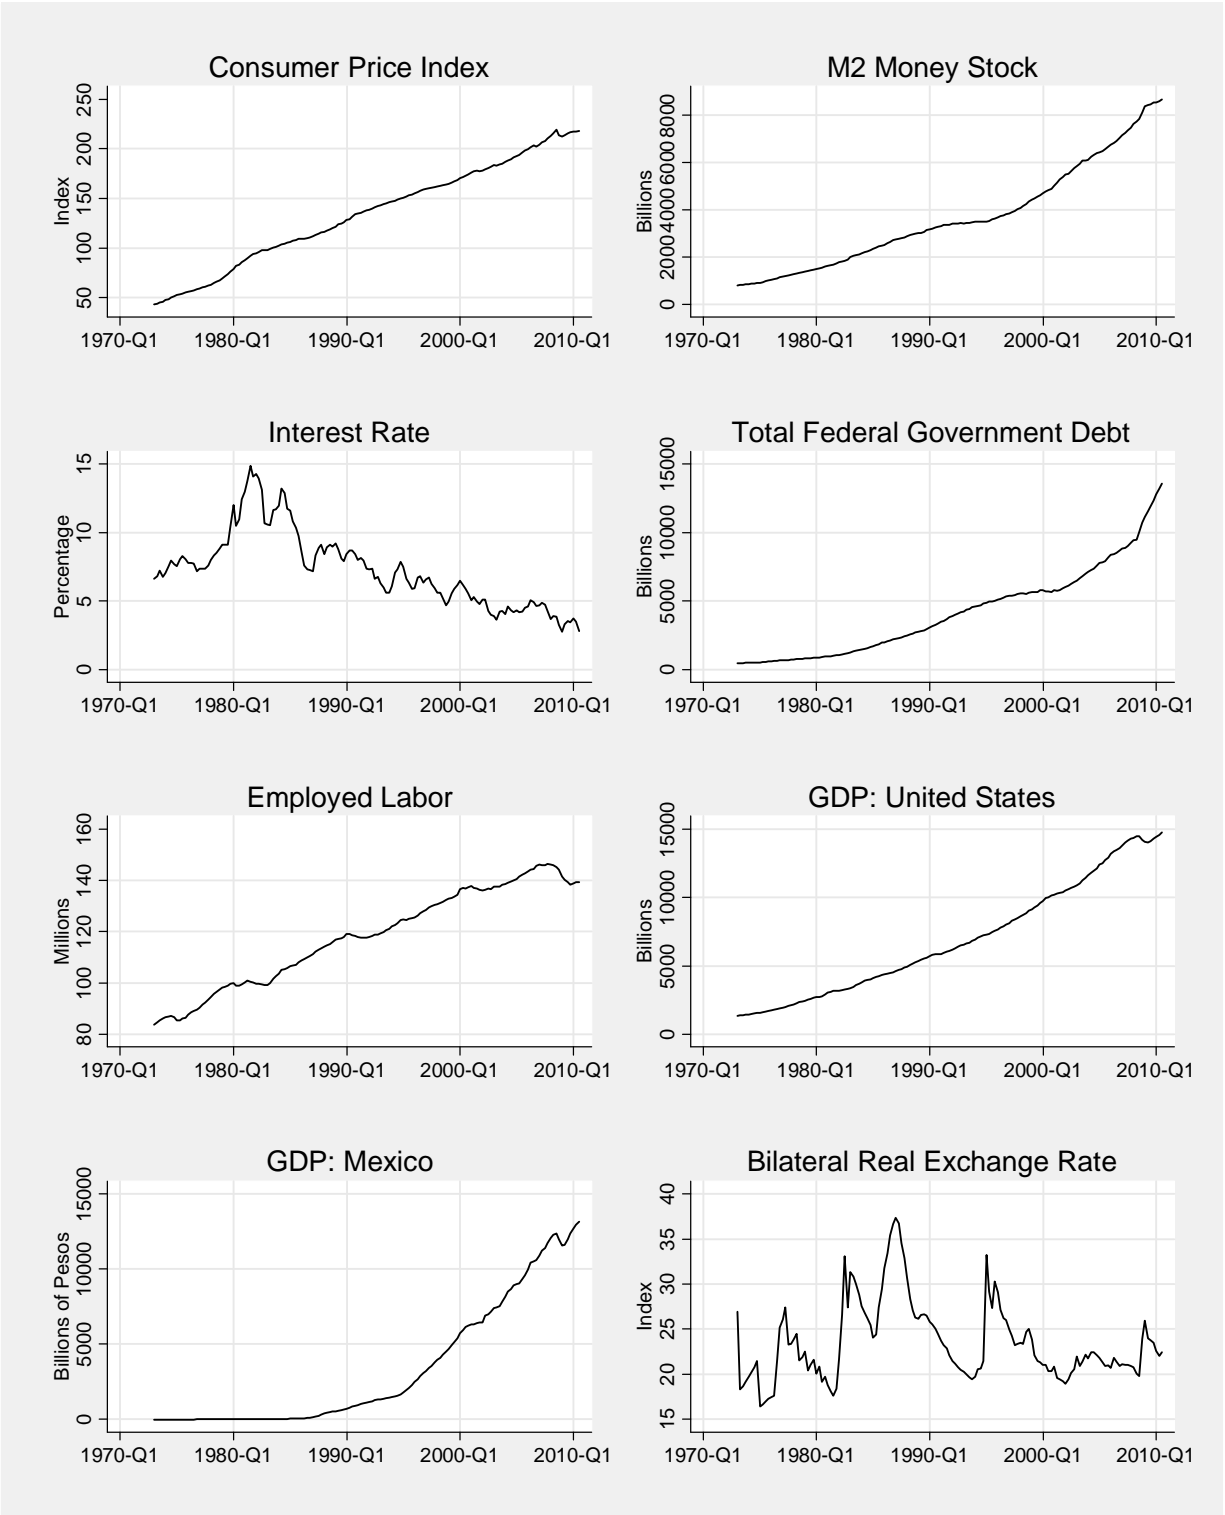 Consumer Price Index
Index
250
200
150
100
50
1970-Q1 1980-Q1 1990-Q1 2000-Q1 2010-Q1
M2 Money Stock
Billions
8000
6000
4000
2000
0
1970-Q1 1980-Q1 1990-Q1 2000-Q1 2010-Q1
Interest Rate
Percentage
15
10
5
0
1970-Q1 1980-Q1 1990-Q1 2000-Q1 2010-Q1
Total Federal Government Debt
Billions
15000
10000
5000
0
1970-Q1 1980-Q1 1990-Q1 2000-Q1 2010-Q1
Employed Labor
Millions
160
140
120
100
80
1970-Q1 1980-Q1 1990-Q1 2000-Q1 2010-Q1
GDP: United States
Billions
15000
10000
5000
0
1970-Q1 1980-Q1 1990-Q1 2000-Q1 2010-Q1
GDP: Mexico
Billions of Pesos
15000
10000
5000
0
1970-Q1 1980-Q1 1990-Q1 2000-Q1 2010-Q1
Bilateral Real Exchange Rate
Index
40
35
30
25
20
15
1970-Q1 1980-Q1 1990-Q1 2000-Q1 2010-Q1